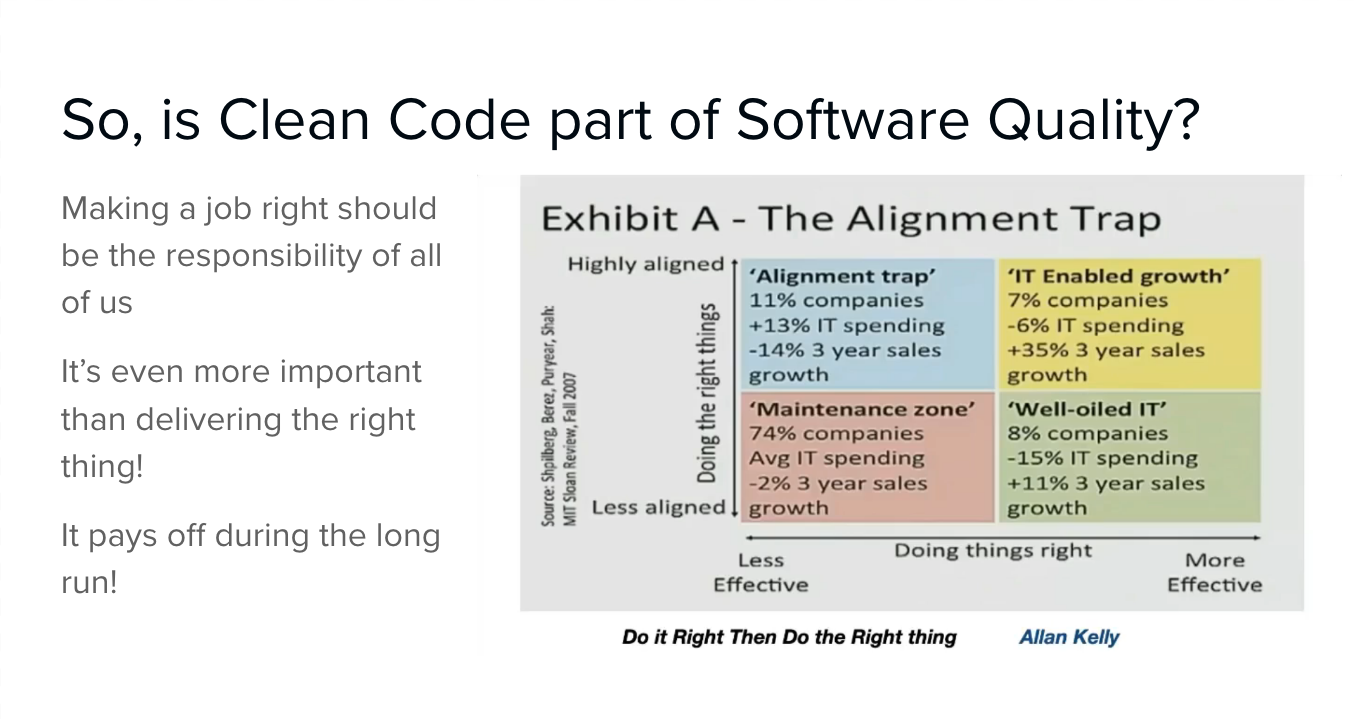 So, is Clean Code part of Software Quality?
Making a job right should
be the responsibility of all
of us
It’s even more important
than delivering the right
thing!
It pays off during the long
run!
Exhibit A - The Alignment Trap
Highly aligned
‘Alignment trap’
11% companies
+13% IT spending
-14% 3 year sales
growth
‘IT Enabled growth’
7% companies
-6% IT spending
+35% 3 year sales
growth
Source: Shpilberg, Berez, Puryear, Shah:
MIT Sloan Review, Fall 2007
Doing the right things
‘Maintenance zone’
74% companies
Avg IT spending
-2% 3 year sales
growth
‘Well-oiled IT’
8% companies
-15% IT spending
+11% 3 year sales
growth
Less aligned
Less
Effective
Doing things right
More
Effective
Do it Right Then Do the Right thing
Allan Kelly